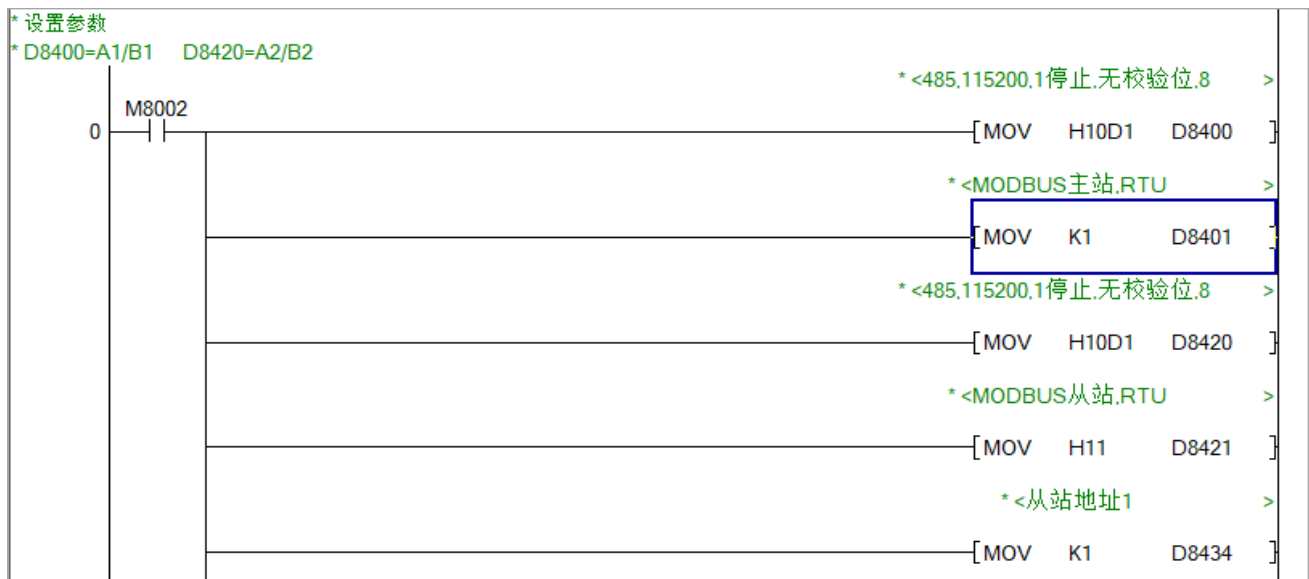 * 设置参数
* D8400=A1/B1 D8420=A2/B2
* <485,115200,1停止,无校验位,8 >
M8002
0 [MOV H10D1 D8400 ]
* <MODBUS主站,RTU >
[MOV K1 D8401 ]
* <485,115200,1停止,无校验位,8 >
[MOV H10D1 D8420 ]
* <MODBUS从站,RTU >
[MOV H11 D8421 ]
* <从站地址1 >
[MOV K1 D8434 ]